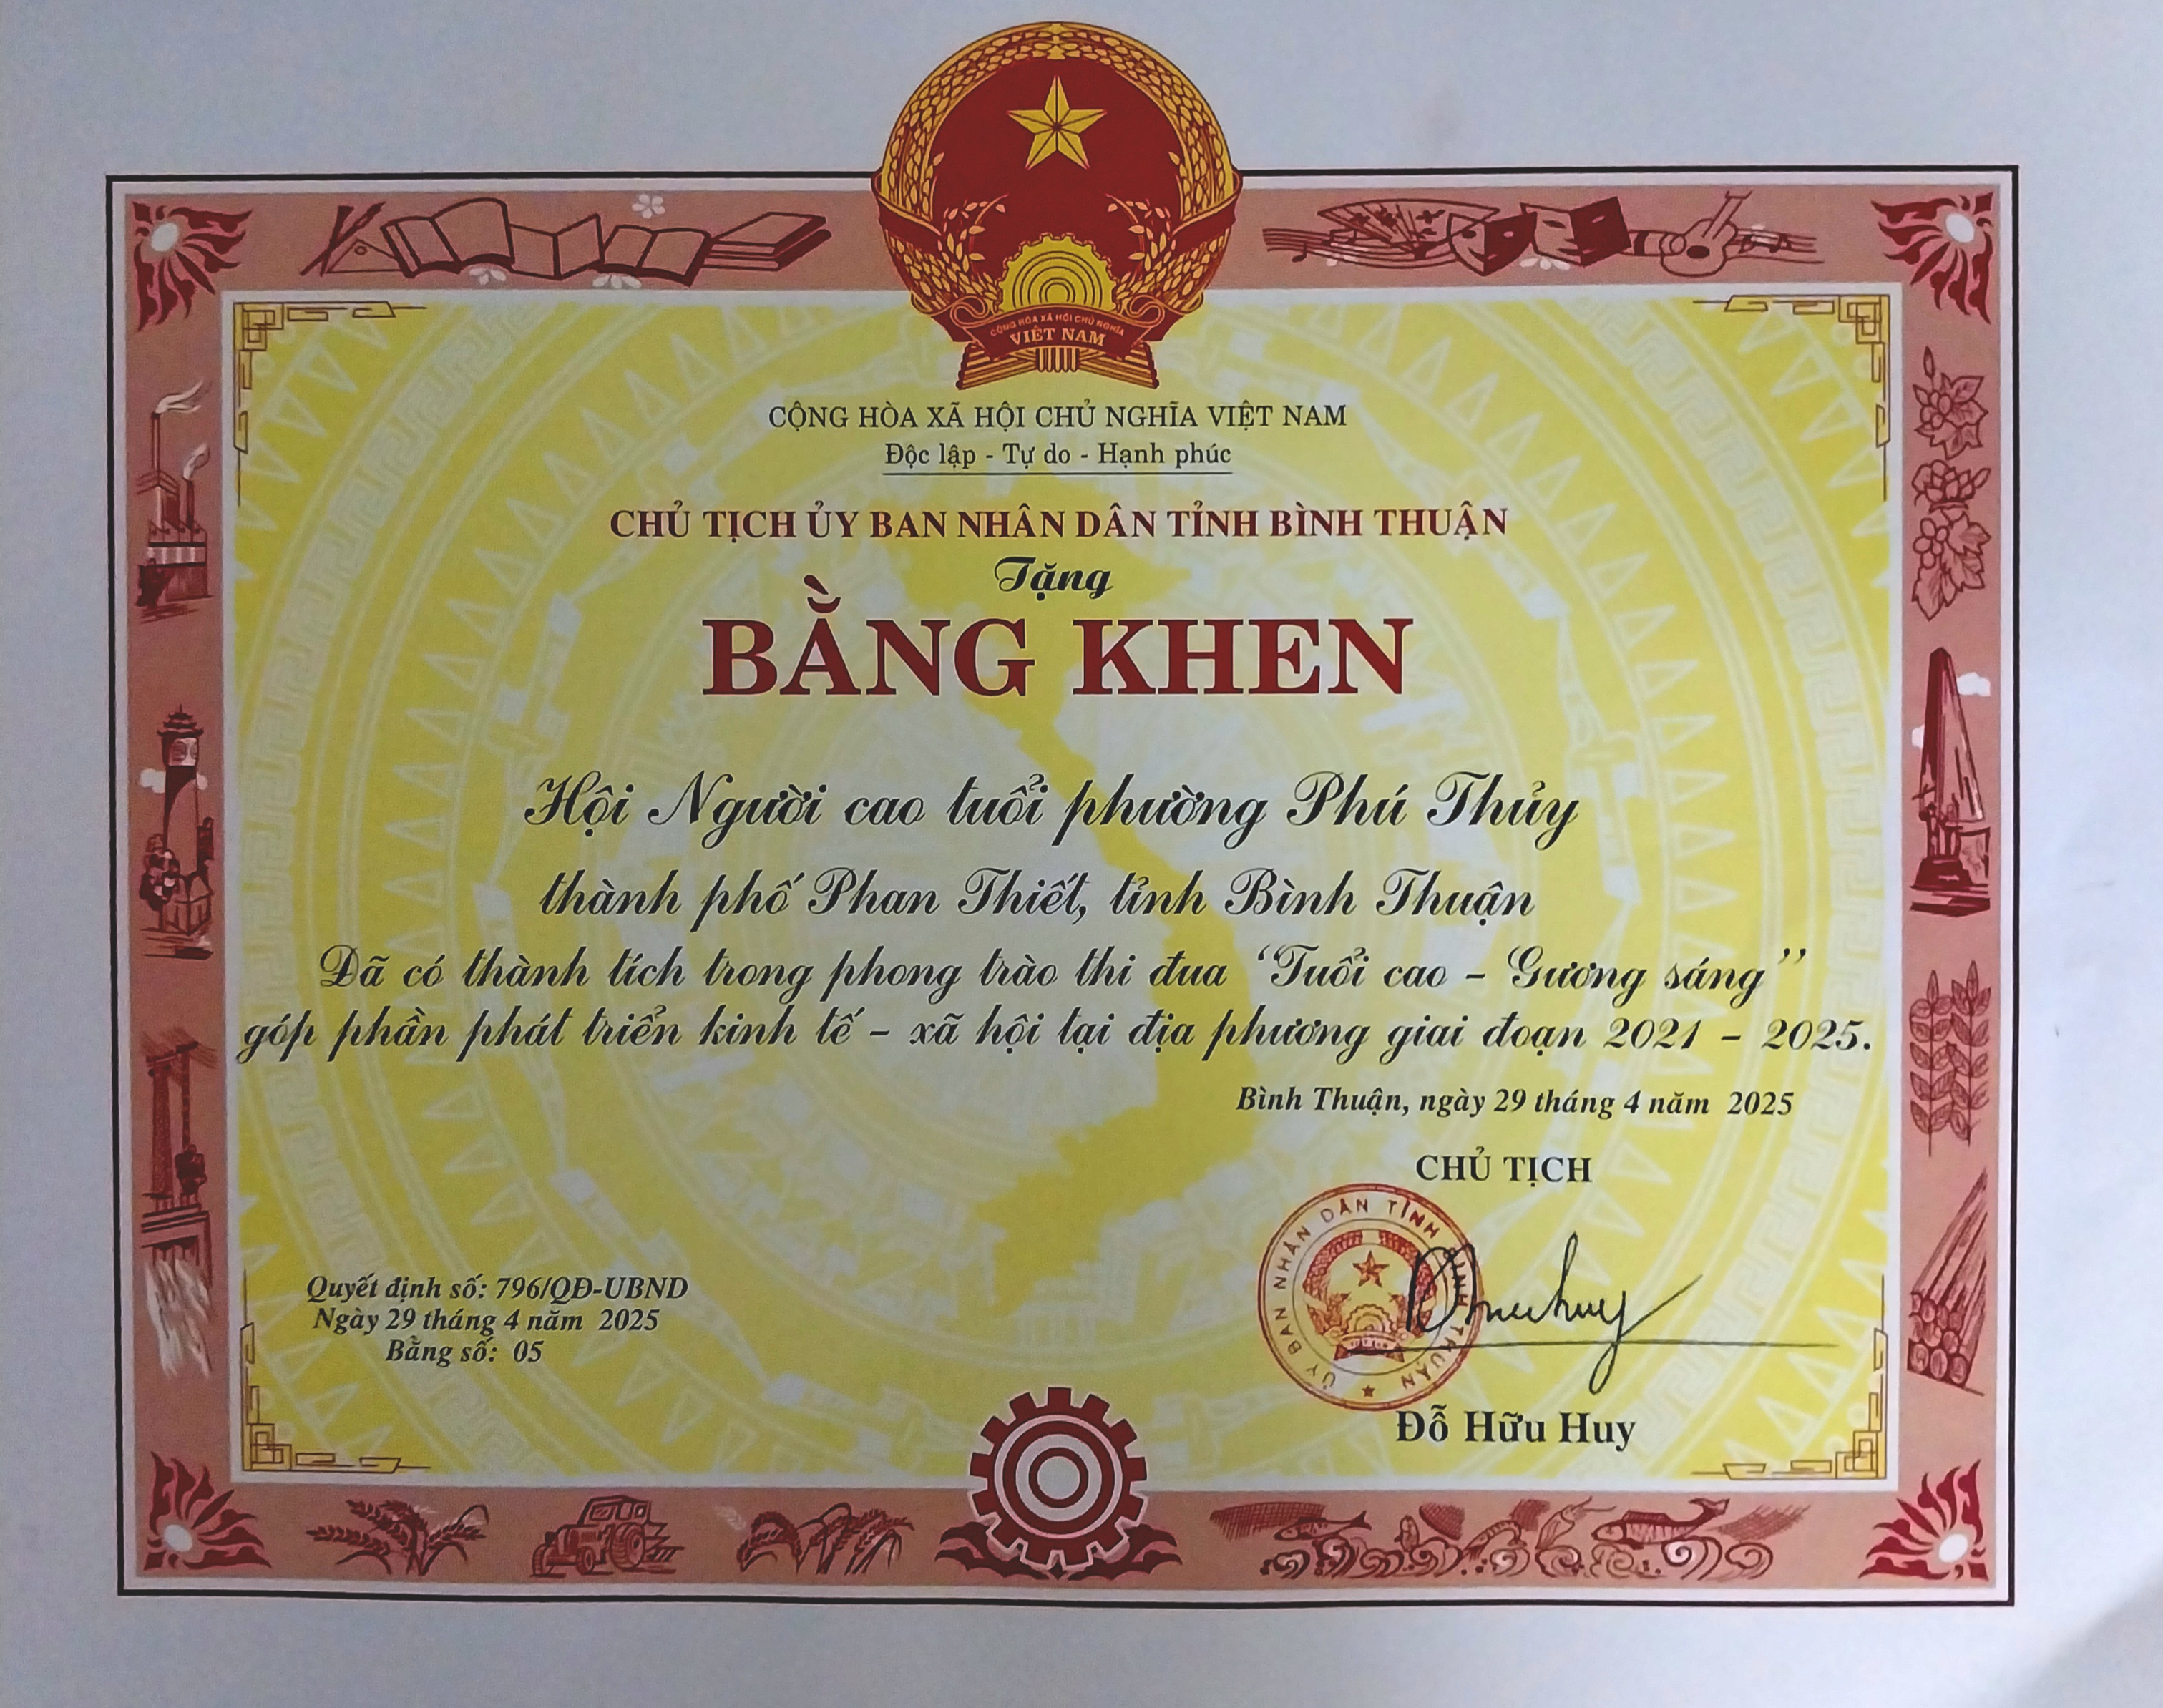 CỘNG HÒA XÃ HỘI CHỦ NGHĨA
VIỆT NAM
CỘNG HÒA XÃ HỘI CHỦ NGHĨA VIỆT NAM
Độc lập - Tự do - Hạnh phúc
CHỦ TỊCH ỦY BAN NHÂN DÂN TỈNH BÌNH THUẬN
Tặng
BẰNG KHEN
Hội Người cao tuổi phường Phú Thủy
thành phố Phan Thiết, tỉnh Bình Thuận
Đã có thành tích trong phong trào thi đua “Tuổi cao - Gương sáng”
góp phần phát triển kinh tế - xã hội tại địa phương giai đoạn 2021 - 2025.
Bình Thuận, ngày 29 tháng 4 năm 2025
CHỦ TỊCH
ỦY BAN NHÂN DÂN TỈNH BÌNH THUẬN
Quyết định số: 796/QĐ-UBND
Ngày 29 tháng 4 năm 2025
Bằng số: 05
Đỗ Hữu Huy